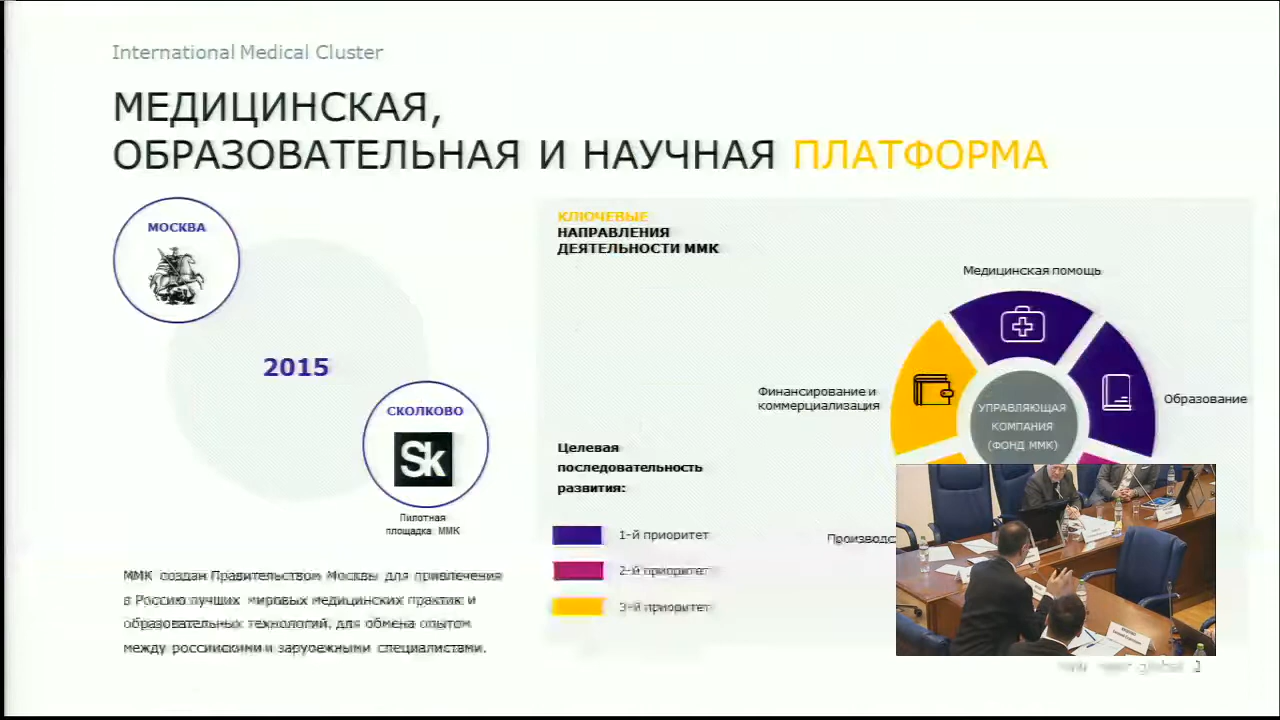 International Medical Cluster
МЕДИЦИНСКАЯ,
ОБРАЗОВАТЕЛЬНАЯ И НАУЧНАЯ ПЛАТФОРМА
МОСКВА
2015
СКОЛКОВО
Sk
Пилотная
площадка ММК
ММК создан Правительством Москвы для привлечения
в Россию лучших мировых медицинских практик и
образовательных технологий, для обмена опытом
между российскими и зарубежными специалистами.
КЛЮЧЕВЫЕ
НАПРАВЛЕНИЯ
ДЕЯТЕЛЬНОСТИ ММК
Медицинская помощь
Финансирование и
коммерциализация
Образование
УПРАВЛЯЮЩАЯ
КОМПАНИЯ
(ФОНД ММК)
Целевая
последовательность
развития:
1-й приоритет
2-й приоритет
3-й приоритет
Производс